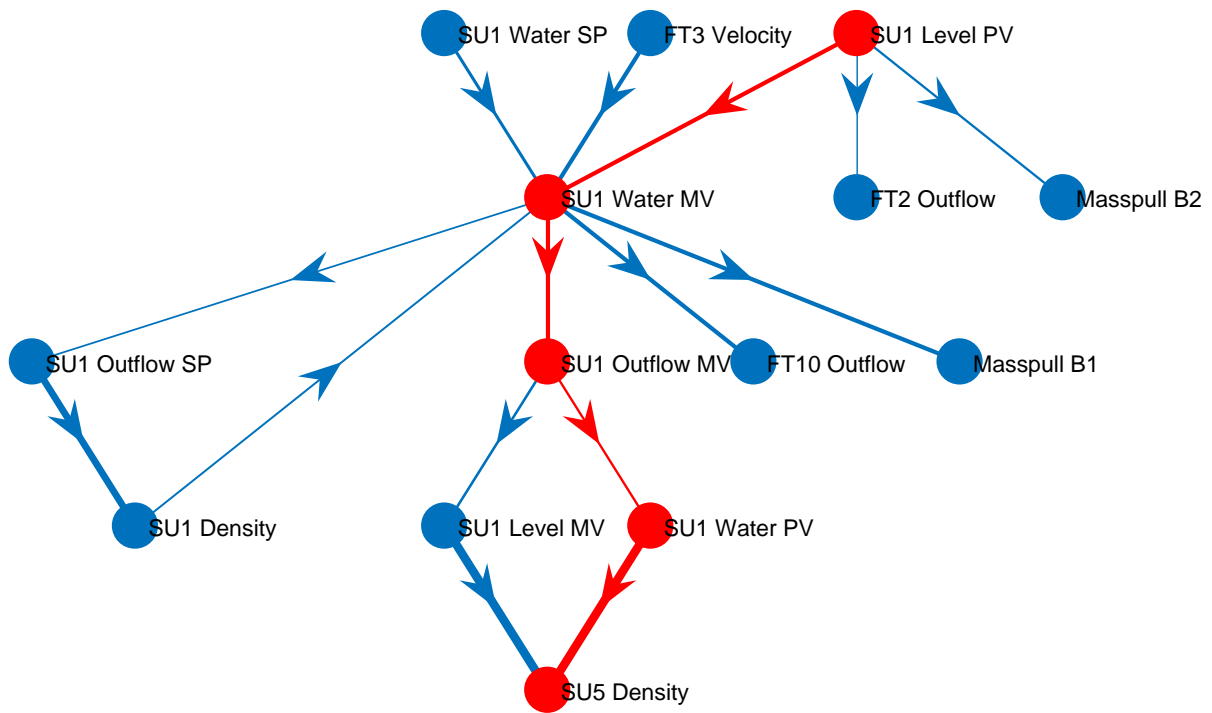 SU1 Water SP
FT3 Velocity
SU1 Level PV
SU1 Water MV
FT2 Outflow
Masspull B2
SU1 Outflow SP
SU1 Outflow MV
FT10 Outflow
Masspull B1
SU1 Density
SU1 Level MV
SU1 Water PV
SU5 Density